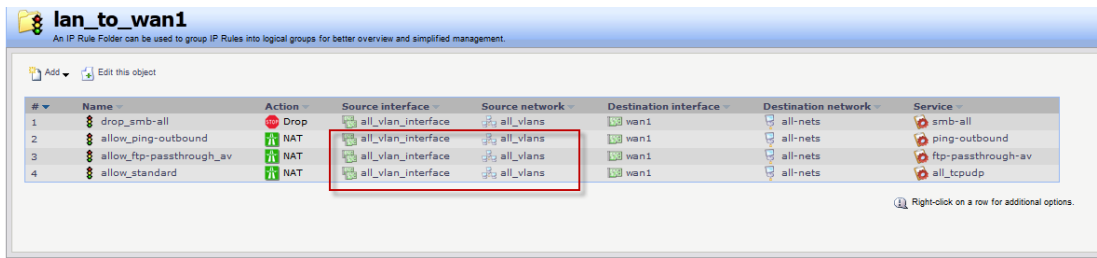 lan_to_wan1
An IP Rule Folder can be used to group IP Rules into logical groups for better overview and simplified management.
Add Edit this object
# Name Action Source interface Source network Destination interface Destination network Service
1 drop_smb-all STOP Drop all_vlan_interface all_vlans wan1 all-nets smb-all
2 allow_ping-outbound NAT all_vlan_interface all_vlans wan1 all-nets ping-outbound
3 allow_ftp-passthrough_av NAT all_vlan_interface all_vlans wan1 all-nets ftp-passthrough-av
4 allow_standard NAT all_vlan_interface all_vlans wan1 all-nets all_tcpudp
Right-click on a row for additional options.